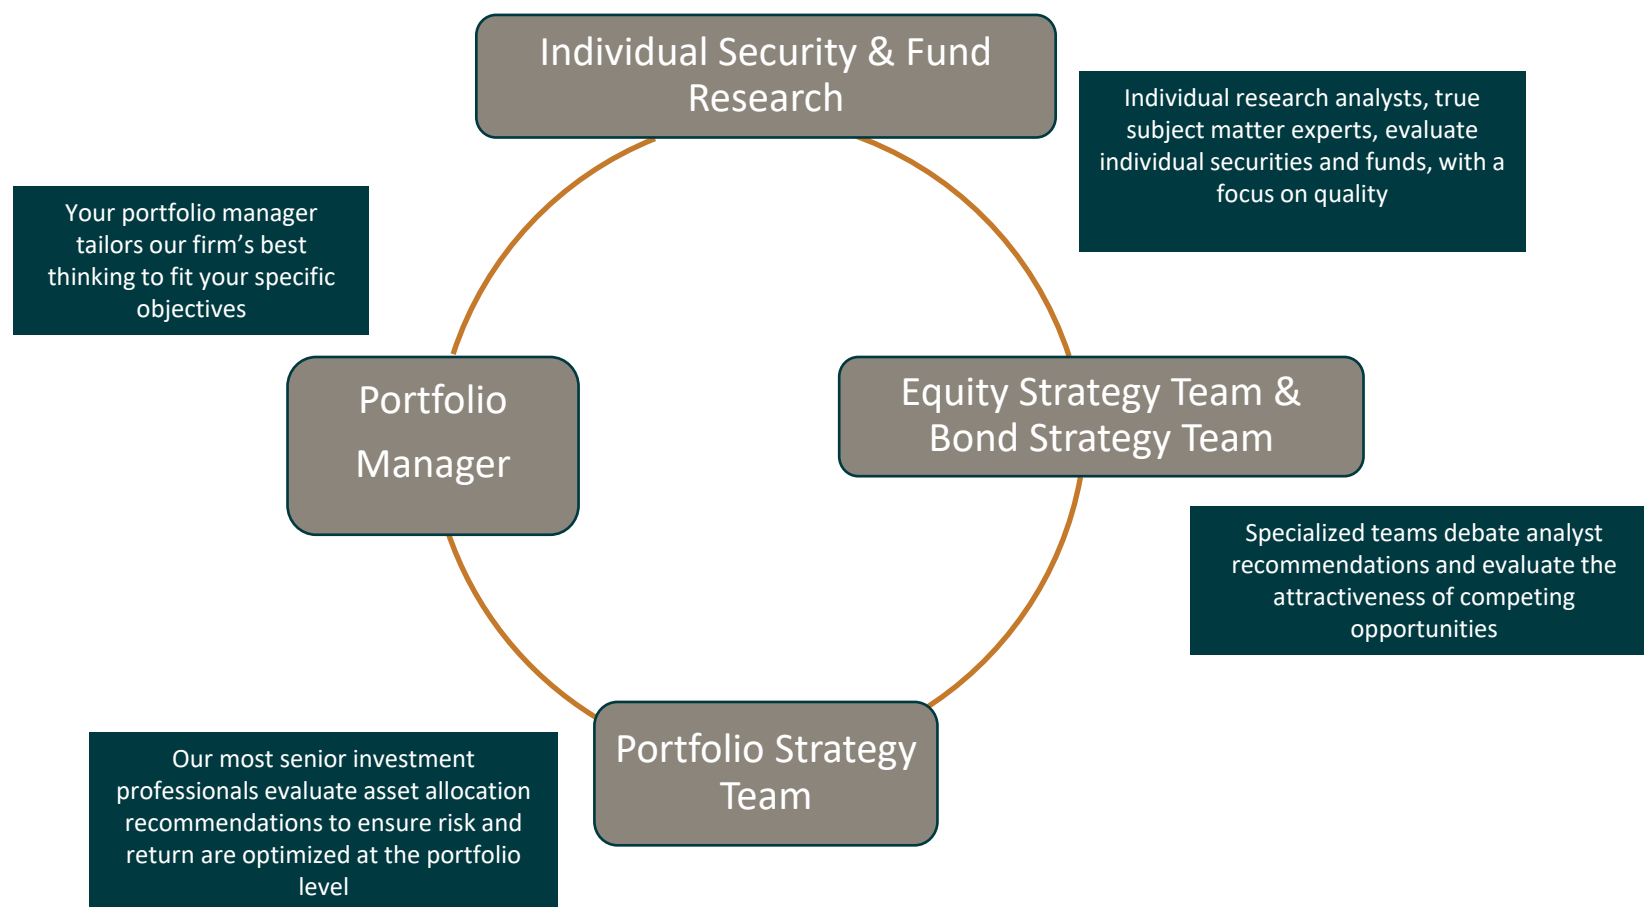 Individual Security & Fund
Research
Individual research analysts, true
subject matter experts, evaluate
individual securities and funds, with a
focus on quality
Your portfolio manager
tailors our firm’s best
thinking to fit your specific
objectives
Portfolio
Manager
Equity Strategy Team &
Bond Strategy Team
Specialized teams debate analyst
recommendations and evaluate the
attractiveness of competing
opportunities
Portfolio Strategy
Team
Our most senior investment
professionals evaluate asset allocation
recommendations to ensure risk and
return are optimized at the portfolio
level